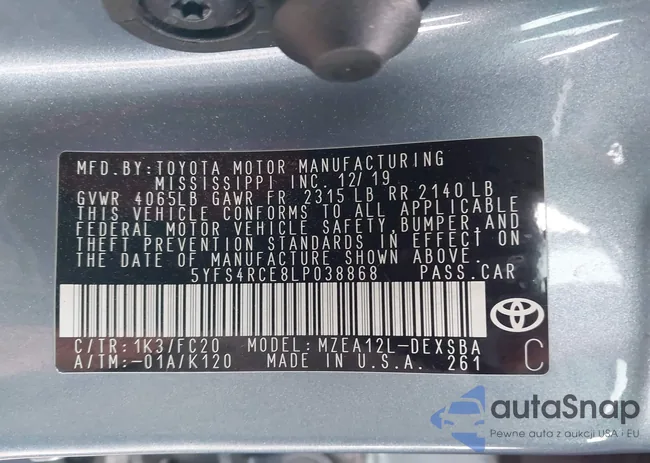 MFD.BY:TOYOTA MOTOR MANUFACTURING
MISSISSIPPI INC. 12/19
GVWR 4065LB GAWR FR 2315 LB RR 2140 LB
THIS VEHICLE CONFORMS TO ALL APPLICABLE
FEDERAL MOTOR VEHICLE SAFETY,BUMPER,AND
THEFT PREVENTION STANDARDS IN EFFECT ON
THE DATE OF MANUFACTURE SHOWN ABOVE.
5YFS4RCE8LP038868 PASS.CAR
C/TR:1K3/FC20 MODEL:MZEA12L-DEXSBA
A/TM:-01A/K120 MADE IN U.S.A. 261
C
autaSnap
Pewne auta z aukcji USA i EU